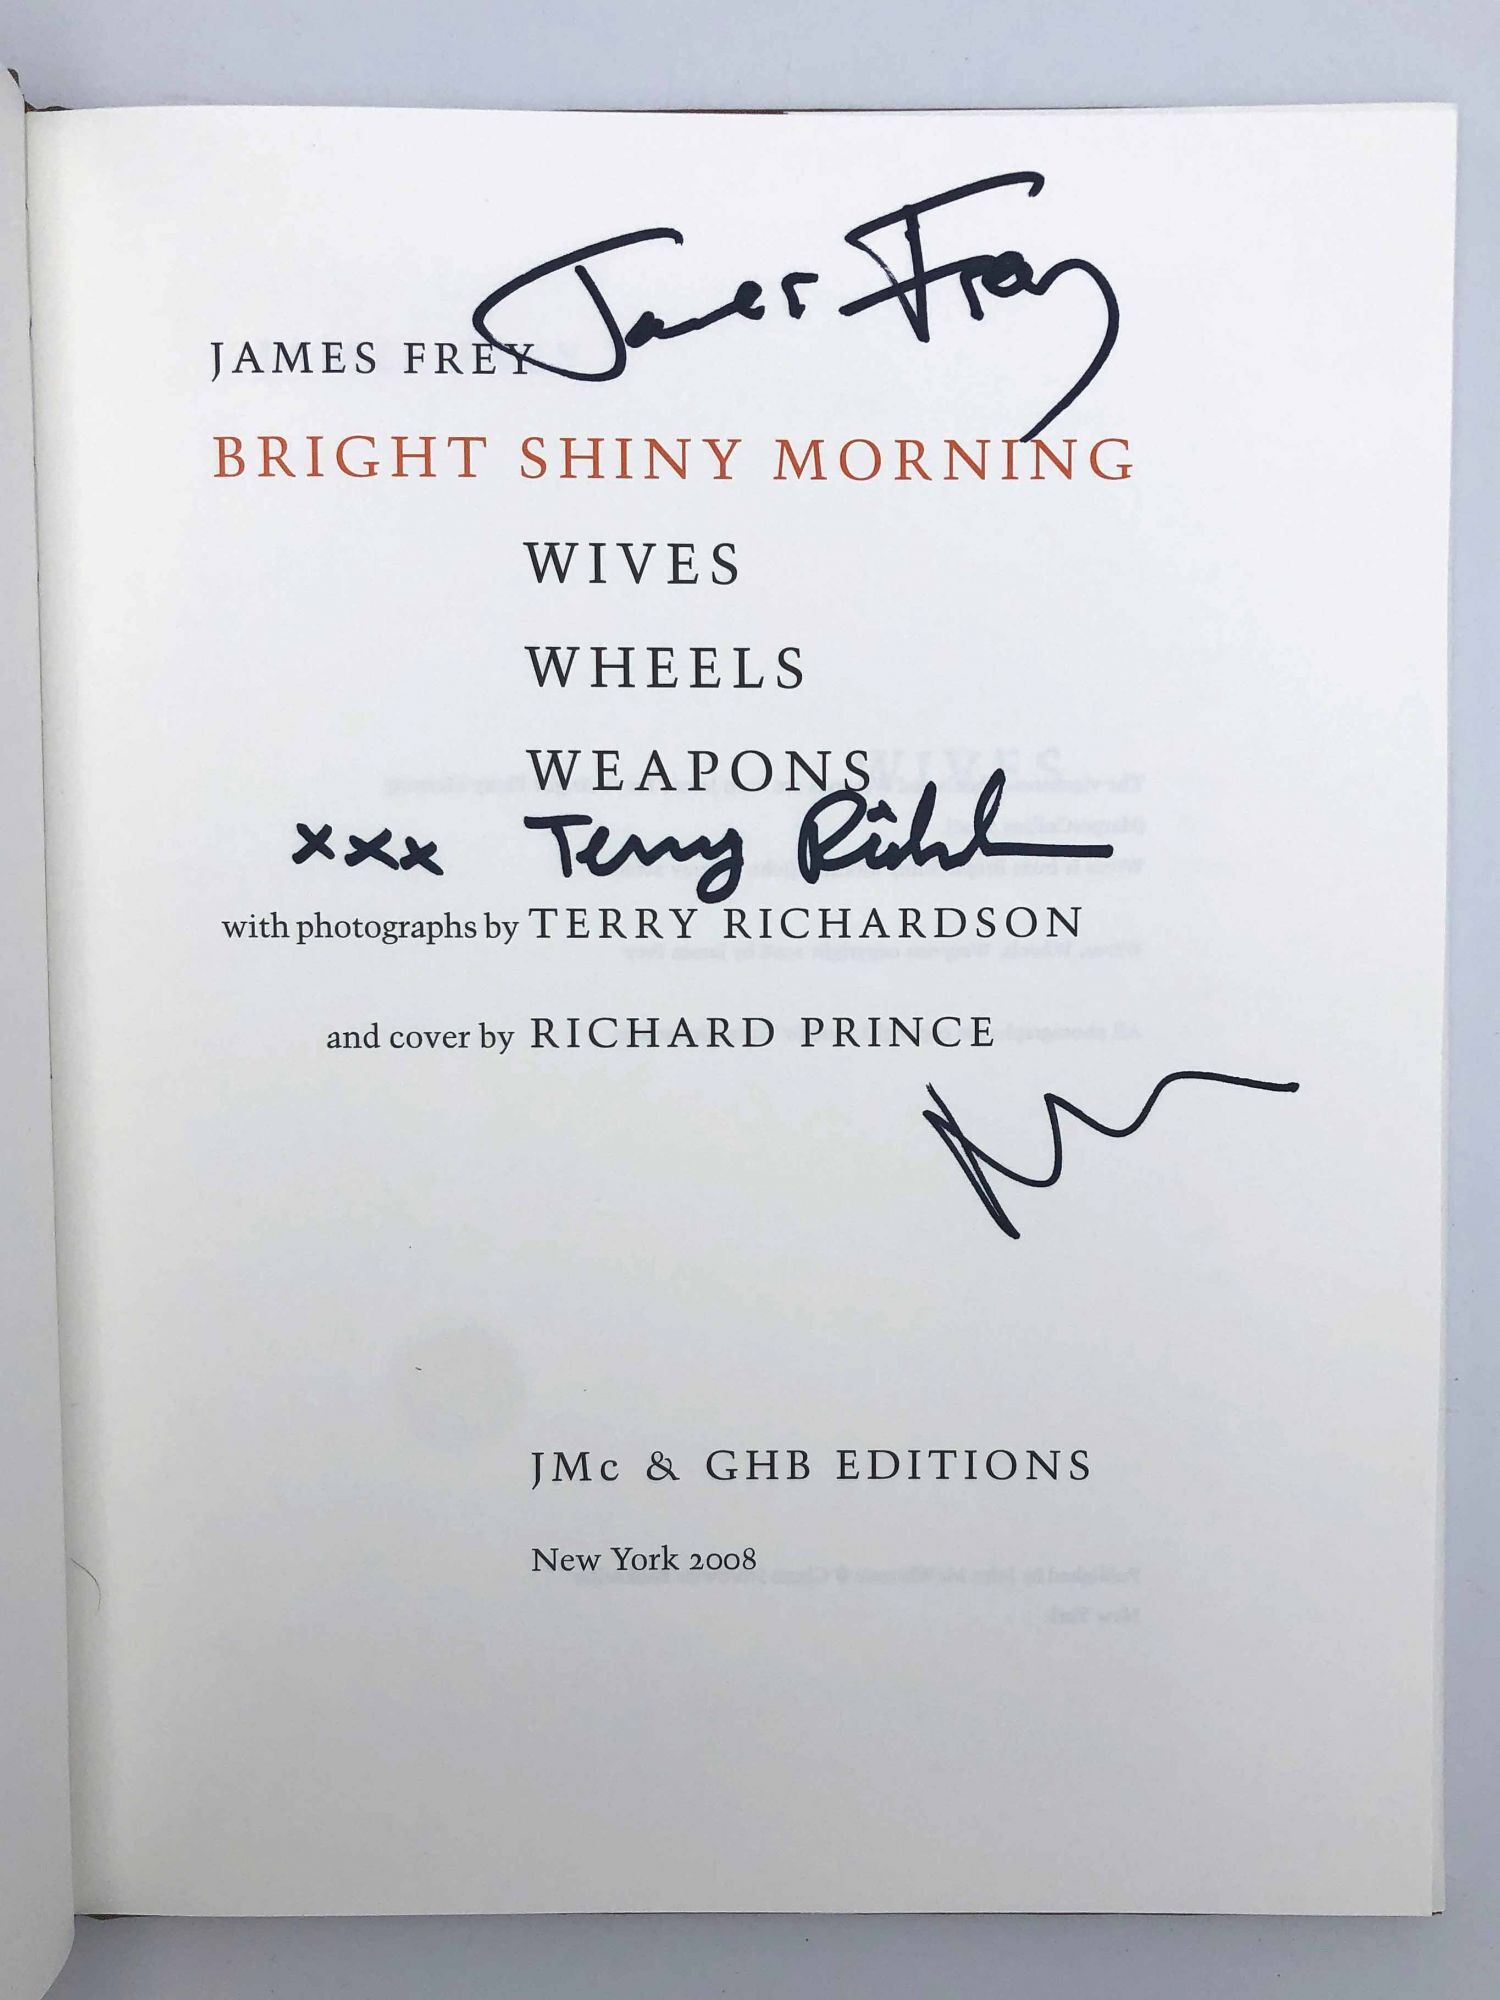 James Frey
JAMES FREY
BRIGHT SHINY MORNING
WIVES
WHEELS
WEAPONS
xxx Terry
with photographs by TERRY RICHARDSON
and cover by RICHARD PRINCE
JMc & GHB EDITIONS
New York 2008